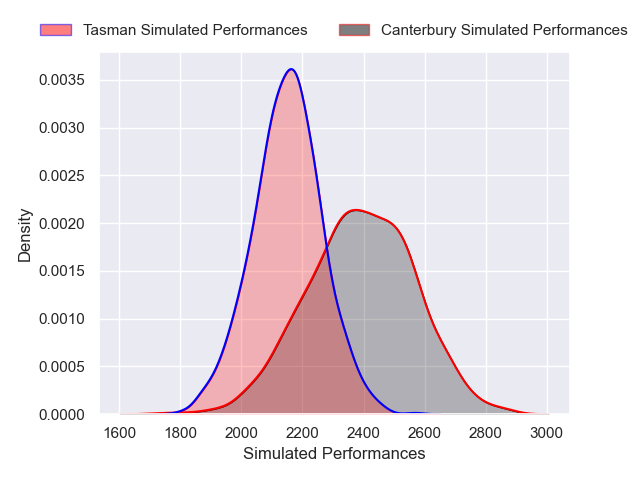 Tasman Simulated Performances Canterbury Simulated Performances
0.0035
0.0030
0.0025
0.0020
0.0015
0.0010
0.0005
0.0000
Density
1600 1800 2000 2200 2400 2600 2800 3000
Simulated Performances